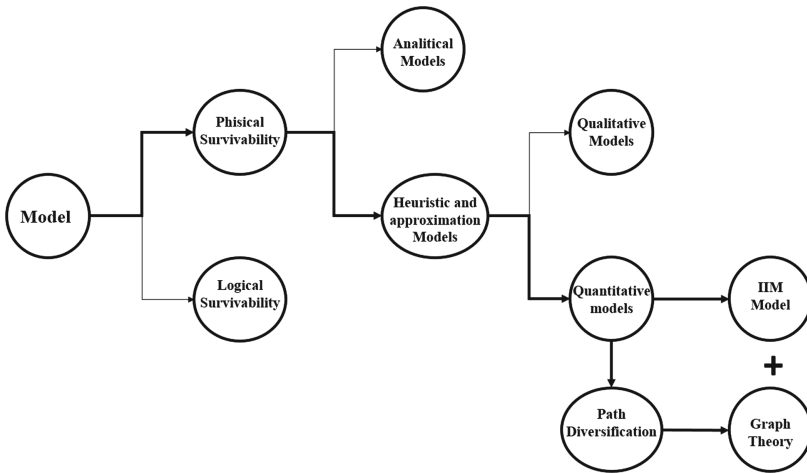 Analitical
Models
Phisical
Survivability
Qualitative
Models
Model
Heuristic and
approximation
Models
Logical
Survivability
Quantitative
models
IIM
Model
+
Path
Diversification
Graph
Theory